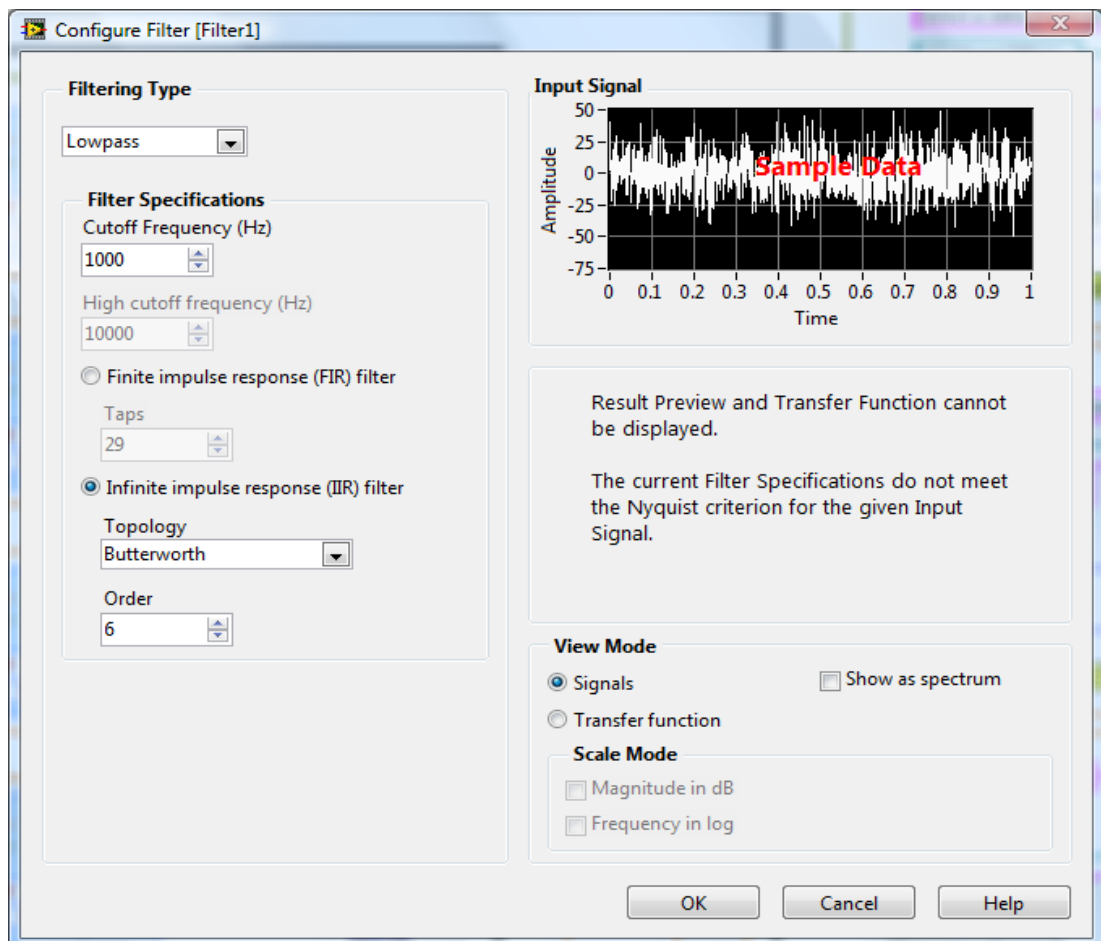 Configure Filter [Filter1]
Filtering Type
Lowpass
Filter Specifications
Cutoff Frequency (Hz)
1000
High cutoff frequency (Hz)
10000
Finite impulse response (FIR) filter
Taps
29
Infinite impulse response (IIR) filter
Topology
Butterworth
Order
6
Input Signal
Amplitude
50
25
0
-25
-50
-75
Sample Data
0 0.1 0.2 0.3 0.4 0.5 0.6 0.7 0.8 0.9 1
Time
Result Preview and Transfer Function cannot
be displayed.
The current Filter Specifications do not meet
the Nyquist criterion for the given Input
Signal.
View Mode
Signals
Show as spectrum
Transfer function
Scale Mode
Magnitude in dB
Frequency in log
OK Cancel Help